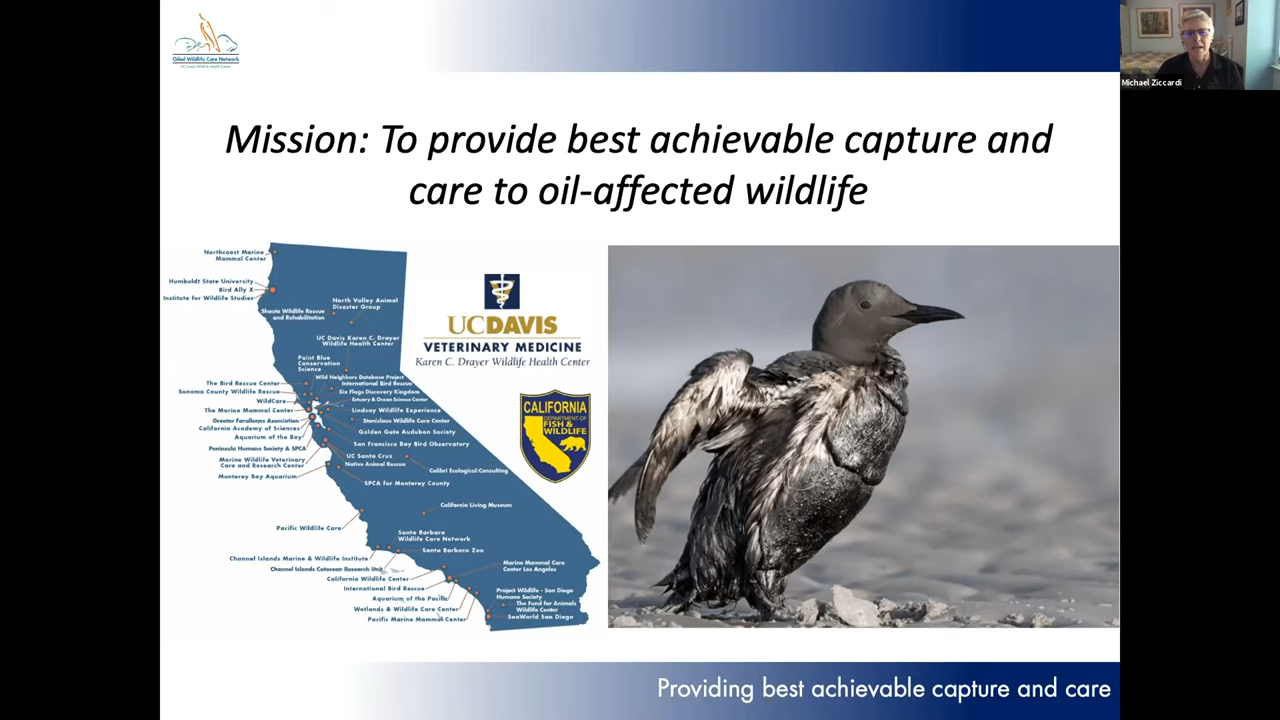 Oiled Wildlife Care Network
UC Davis Wildlife Health Center
Michael Ziccardi
Mission: To provide best achievable capture and
care to oil-affected wildlife
Northcoast Marine
Mammal Center
Humboldt State University
Bird Ally X
Institute for Wildlife Studies
North Valley Animal
Disaster Group
Shasta Wildlife Rescue
and Rehabilitation
UC Davis Karen C. Drayer
Wildlife Health Center
Point Blue
Conservation
Science
Wild Neighbors Database Project
The Bird Rescue Center
International Bird Rescue
Sonoma County Wildlife Rescue
Six Flags Discovery Kingdom
WildCare
Estuary & Ocean Science Center
The Marine Mammal Center
Lindsay Wildlife Experience
Greater Farallones Association
Stanislaus Wildlife Care Center
California Academy of Sciences
Golden Gate Audubon Society
Aquarium of the Bay
San Francisco Bay Bird Observatory
Peninsula Humane Society & SPCA
UC Santa Cruz
Marine Wildlife Veterinary
Care and Research Center
Native Animal Rescue
Calibri Ecological Consulting
Monterey Bay Aquarium
SPCA for Monterey County
California Living Museum
Pacific Wildlife Care
Santa Barbara
Wildlife Care Network
Santa Barbara Zoo
Channel Islands Marine & Wildlife Institute
Channel Islands Cetacean Research Unit
Marine Mammal Care
Center Los Angeles
California Wildlife Center
International Bird Rescue
Project Wildlife - San Diego
Humane Society
Aquarium of the Pacific
The Fund for Animals
Wildlife Center
Wetlands & Wildlife Care Center
SeaWorld San Diego
Pacific Marine Mammal Center
UCDAVIS
VETERINARY MEDICINE
Karen C. Drayer Wildlife Health Center
CALIFORNIA
DEPARTMENT OF
FISH &
WILDLIFE
Providing best achievable capture and care